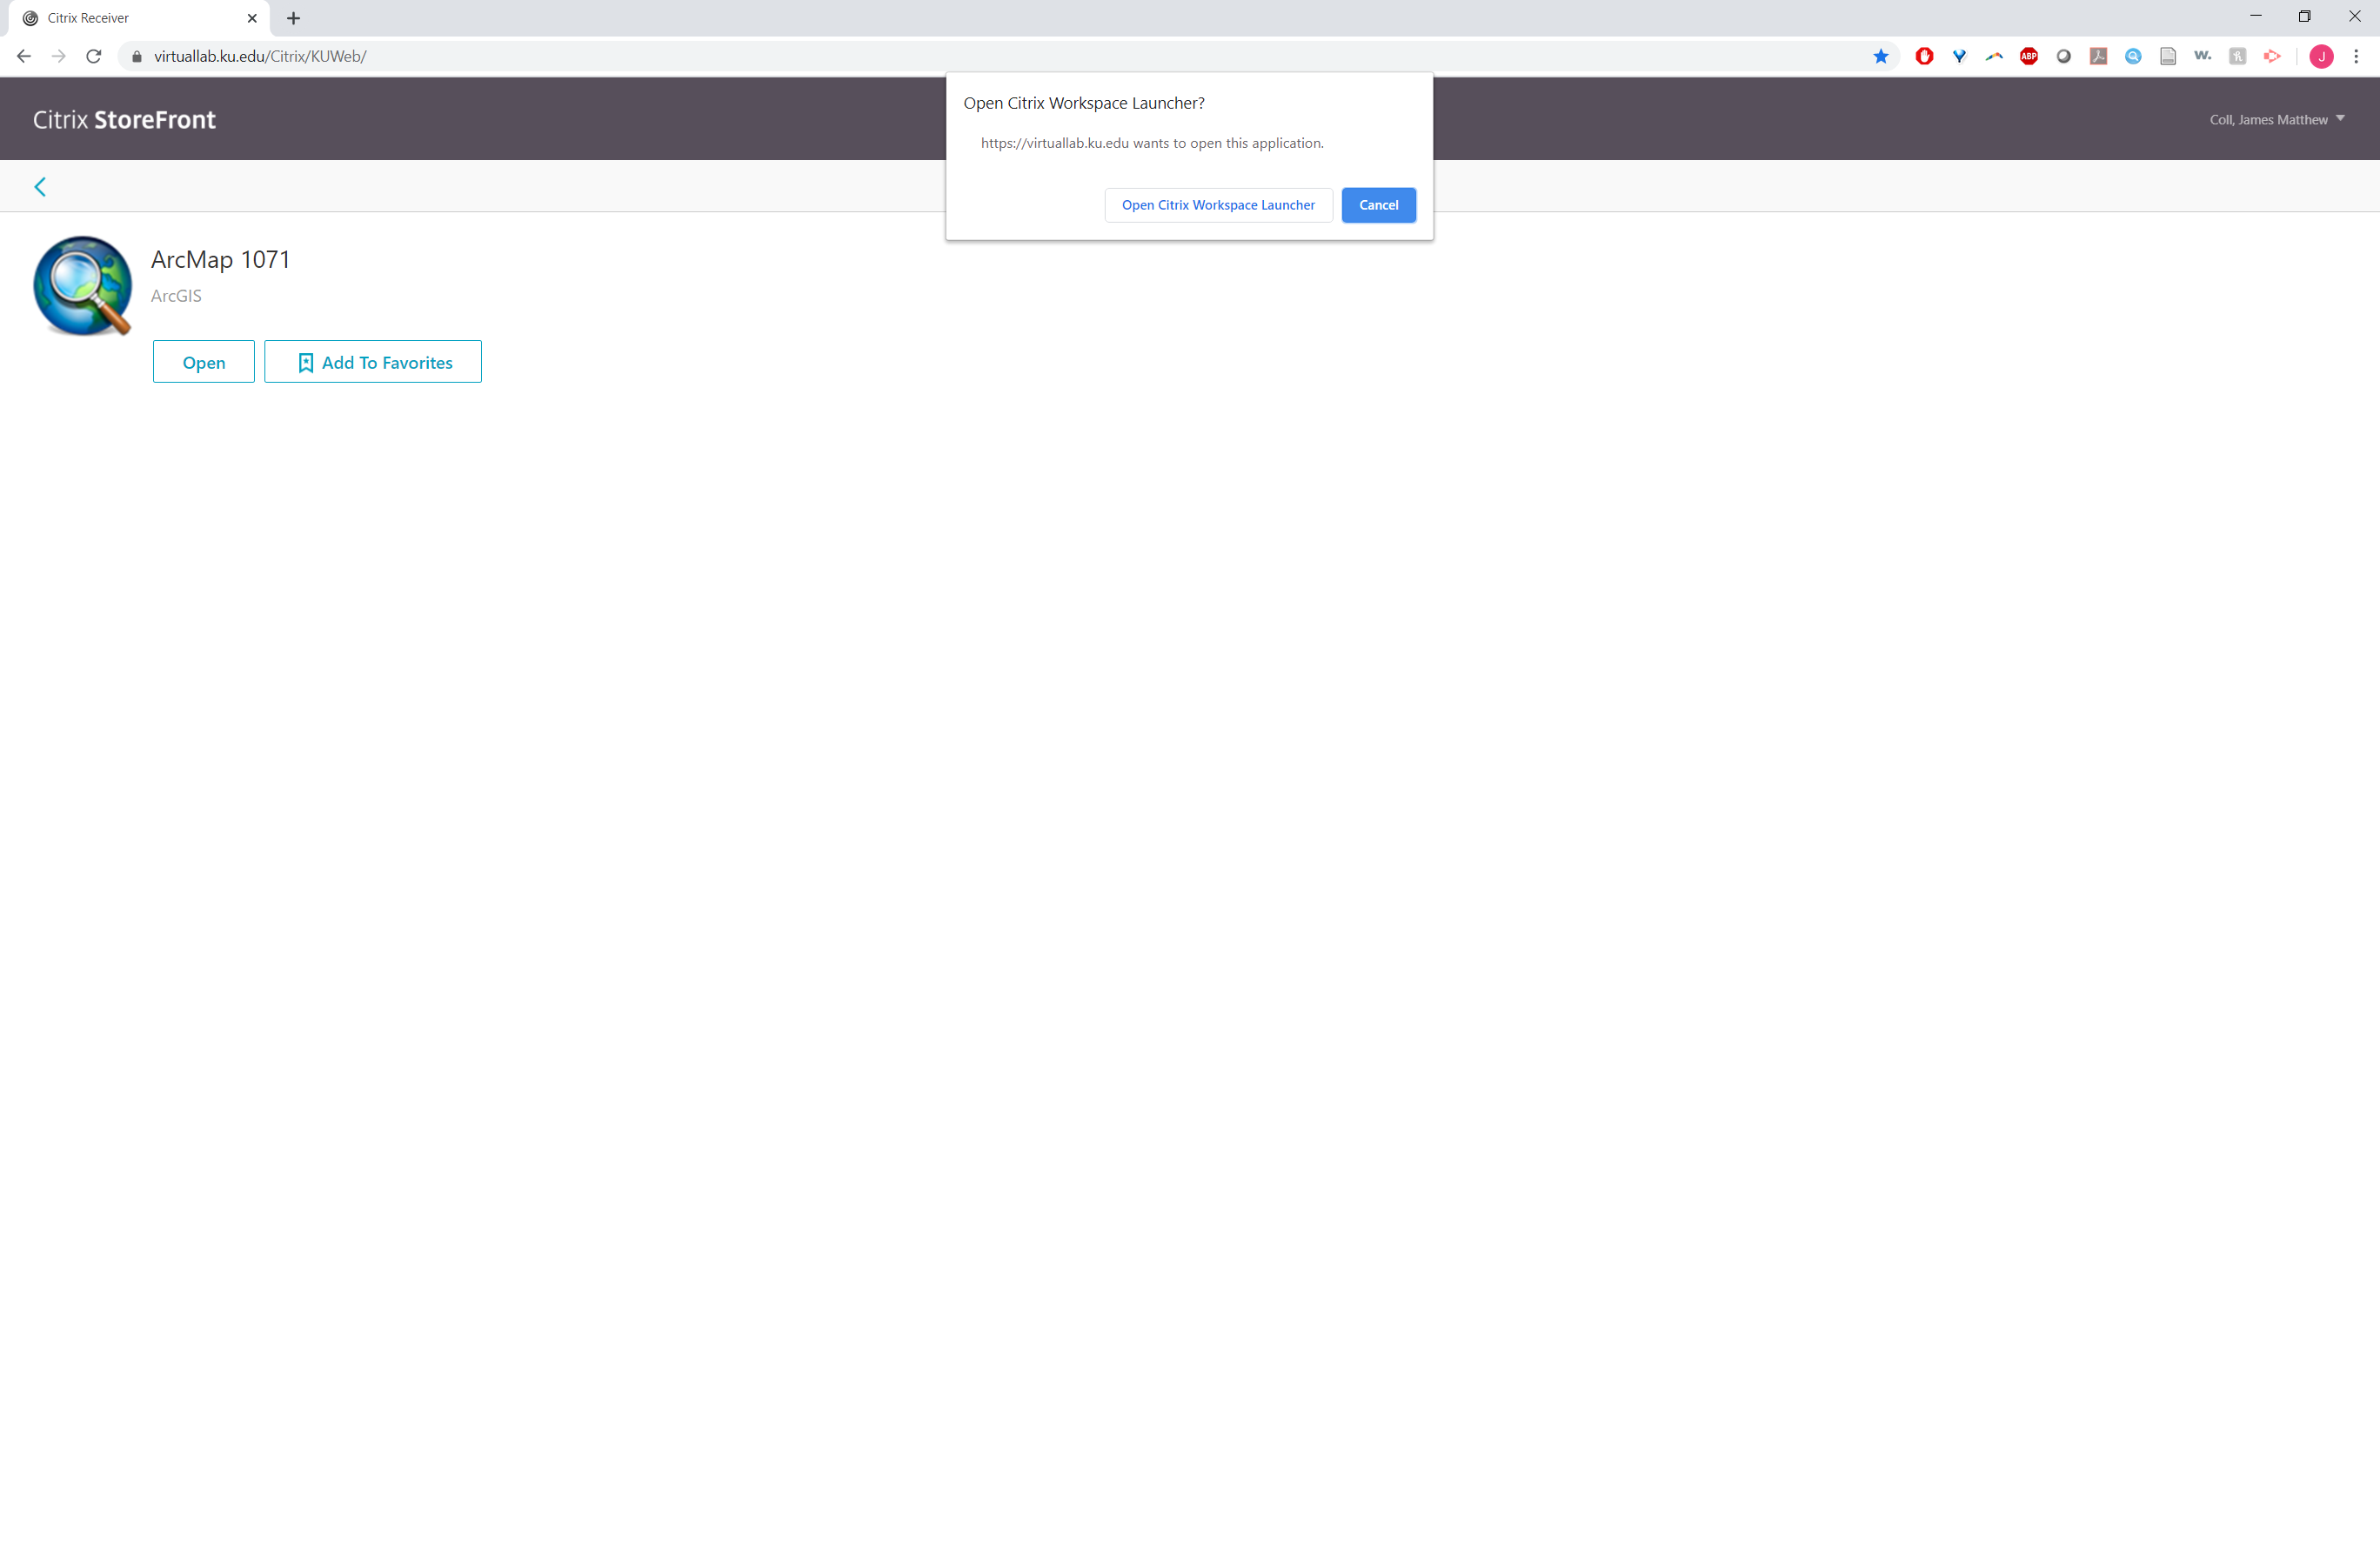 Citrix Receiver
virtuallab.ku.edu/Citrix/KUWeb/
ABP
w.
J
Open Citrix Workspace Launcher?
https://virtuallab.ku.edu wants to open this application.
Open Citrix Workspace Launcher
Cancel
Citrix StoreFront
Coll, James Matthew
ArcMap 1071
ArcGIS
Open
Add To Favorites